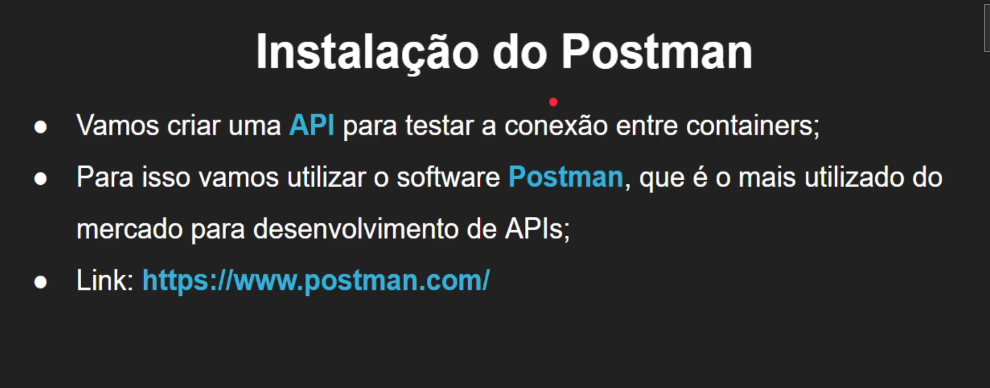 Instalação do Postman
● Vamos criar uma API para testar a conexão entre containers;
● Para isso vamos utilizar o software Postman, que é o mais utilizado do
mercado para desenvolvimento de APIs;
● Link: https://www.postman.com/